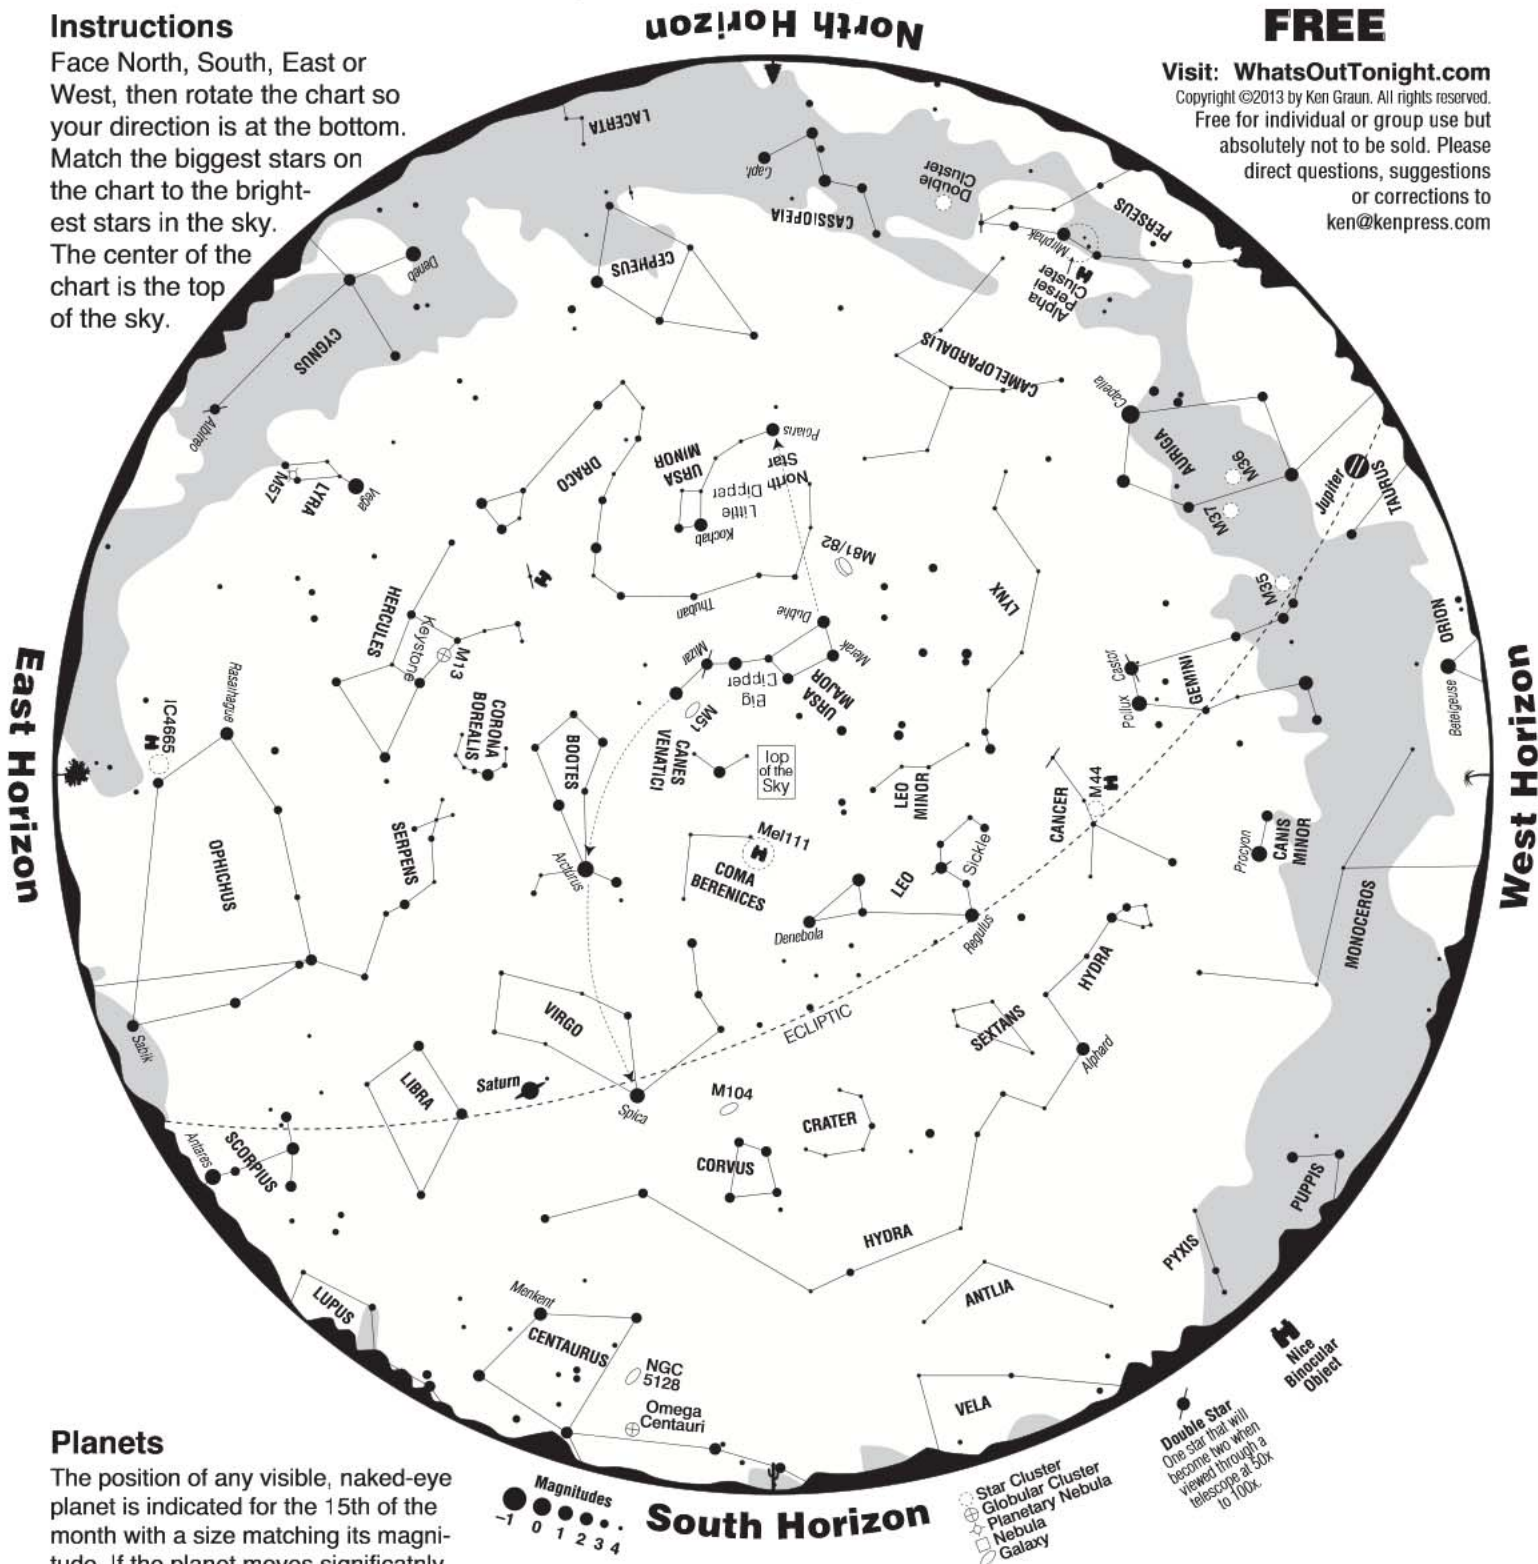 Instructions
Face North, South, East or
West, then rotate the chart so
your direction is at the bottom.
Match the biggest stars on
the chart to the bright-
est stars in the sky.
The center of the
chart is the top
of the sky.
North Horizon
FREE
Visit: WhatsOutTonight.com
Copyright ©2013 by Ken Graun. All rights reserved.
Free for individual or group use but
absolutely not to be sold. Please
direct questions, suggestions
or corrections to
ken@kenpress.com
LACERTA
Capt.
CASSIOPEIA
Double
Cluster
PERSEUS
Mirphak
Alpha
Persei
Cluster
Deneb
CEPHEUS
CYGNUS
Albireo
CAMELOPARDALIS
Capella
AURIGA
M36
M37
Jupiter
TAURUS
M57
LYRA
Vega
DRACO
URSA
MINOR
Polaris
North
Star
Little
Dipper
Kochab
M81/82
Thuban
Dubhe
LYNX
M35
ORION
HERCULES
Keystone
M13
Mizar
Big
Dipper
Merak
URSA
MAJOR
Castor
Pollux
GEMINI
Betelgeuse
Rasalhague
IC4665
CORONA
BOREALIS
BOOTES
M51
CANES
VENATICI
Top
of the
Sky
LEO
MINOR
CANCER
M44
East Horizon
West Horizon
OPHICHUS
SERPENS
Arcturus
Mel111
COMA
BERENICES
Sickle
LEO
Procyon
CANIS
MINOR
Denebola
Regulus
HYDRA
MONOCEROS
VIRGO
ECLIPTIC
SEXTANS
Alphard
Sabik
LIBRA
Saturn
Spica
M104
CRATER
CORVUS
Antares
SCORPIUS
PUPPIS
HYDRA
PYXIS
LUPUS
Menkent
CENTAURUS
ANTLIA
NGC
5128
Omega
Centauri
VELA
Nice
Binocular
Object
Double Star
One star that will
become two when
viewed through a
telescope at 50x
to 100x.
Planets
The position of any visible, naked-eye
planet is indicated for the 15th of the
month with a size matching its magni-
tude. If the planet moves significatnly
Magnitudes
–1 0 1 2 3 4
South Horizon
Star Cluster
Globular Cluster
Planetary Nebula
Nebula
Galaxy